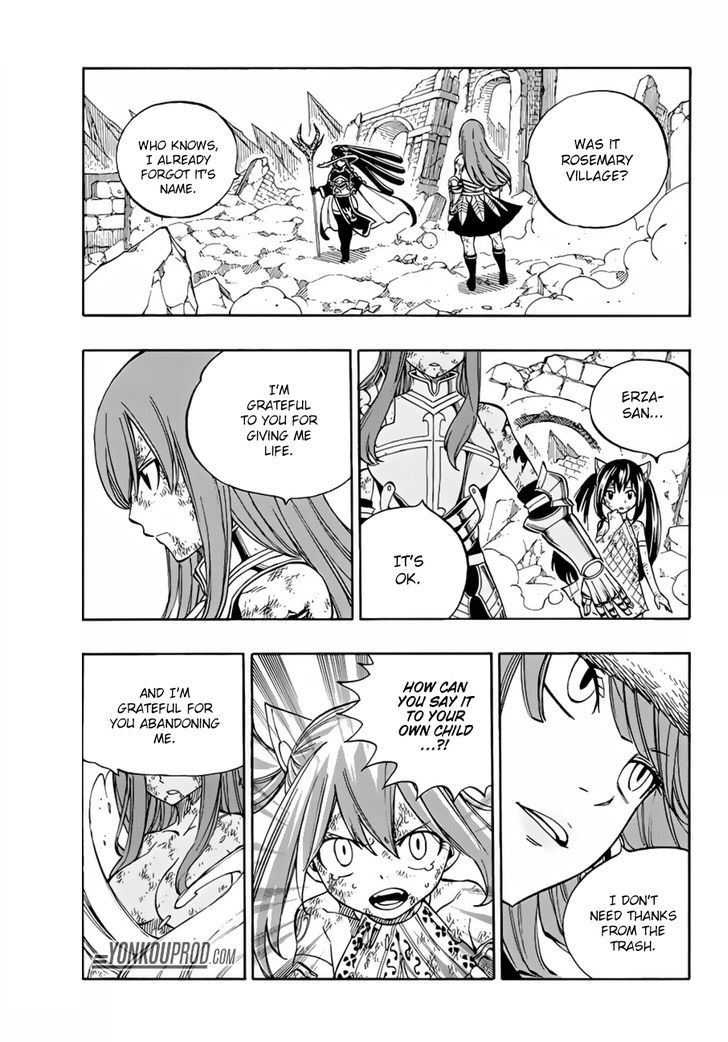 WAS IT
ROSEMARY
VILLAGE?
WHO KNOWS,
I ALREADY
FORGOT IT'S
NAME.
ERZA-
SAN...
IT'S
OK.
I'M
GRATEFUL
TO YOU FOR
GIVING ME
LIFE.
I DON'T
NEED THANKS
FROM THE
TRASH.
HOW CAN
YOU SAY IT
TO YOUR
OWN CHILD
...?!
AND I'M
GRATEFUL FOR
YOU ABANDONING
ME.
YONKOUPROD.COM